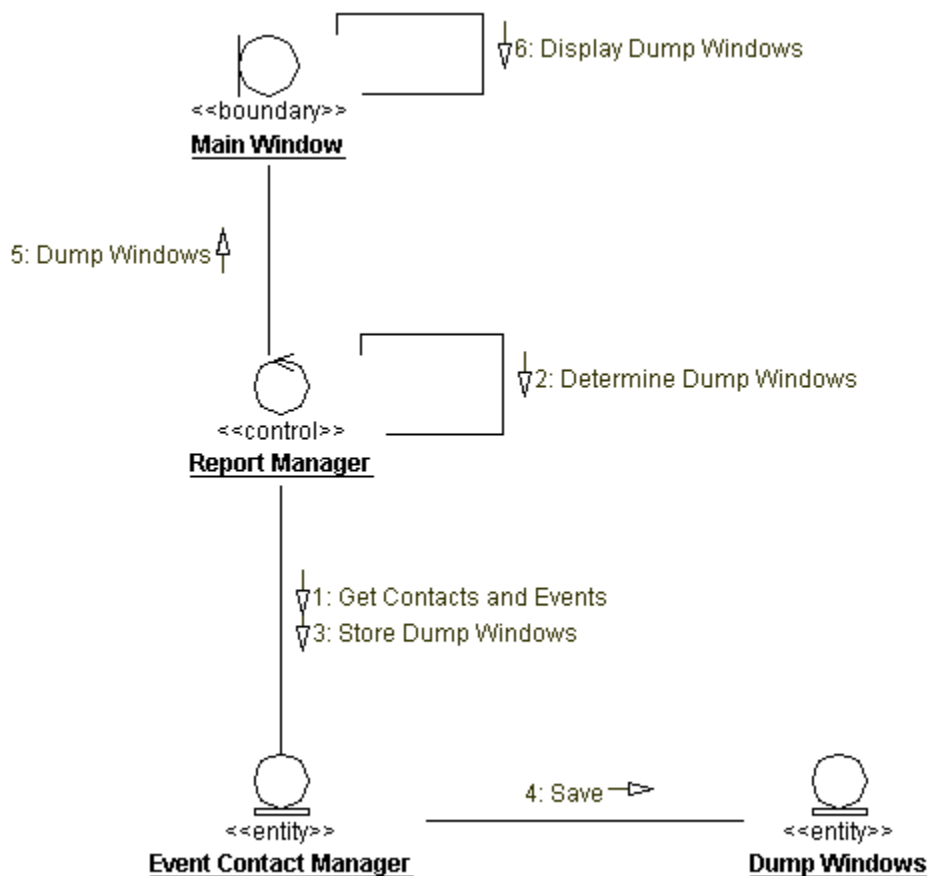 6: Display Dump Windows
<<boundary>>
Main Window
5: Dump Windows
2: Determine Dump Windows
<<control>>
Report Manager
1: Get Contacts and Events
3: Store Dump Windows
4: Save
<<entity>>
Event Contact Manager
<<entity>>
Dump Windows